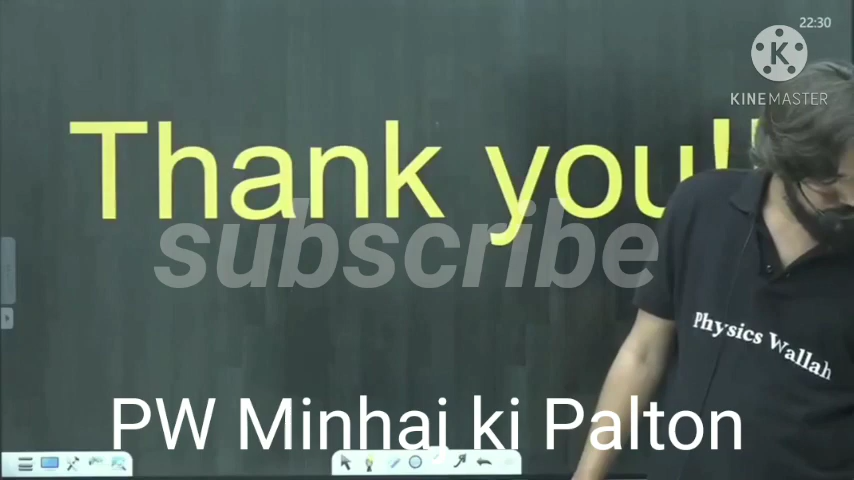 22:30
KINEMASTER
Thank you!!
subscribe
Physics Wallah
PW Minhaj ki Palton